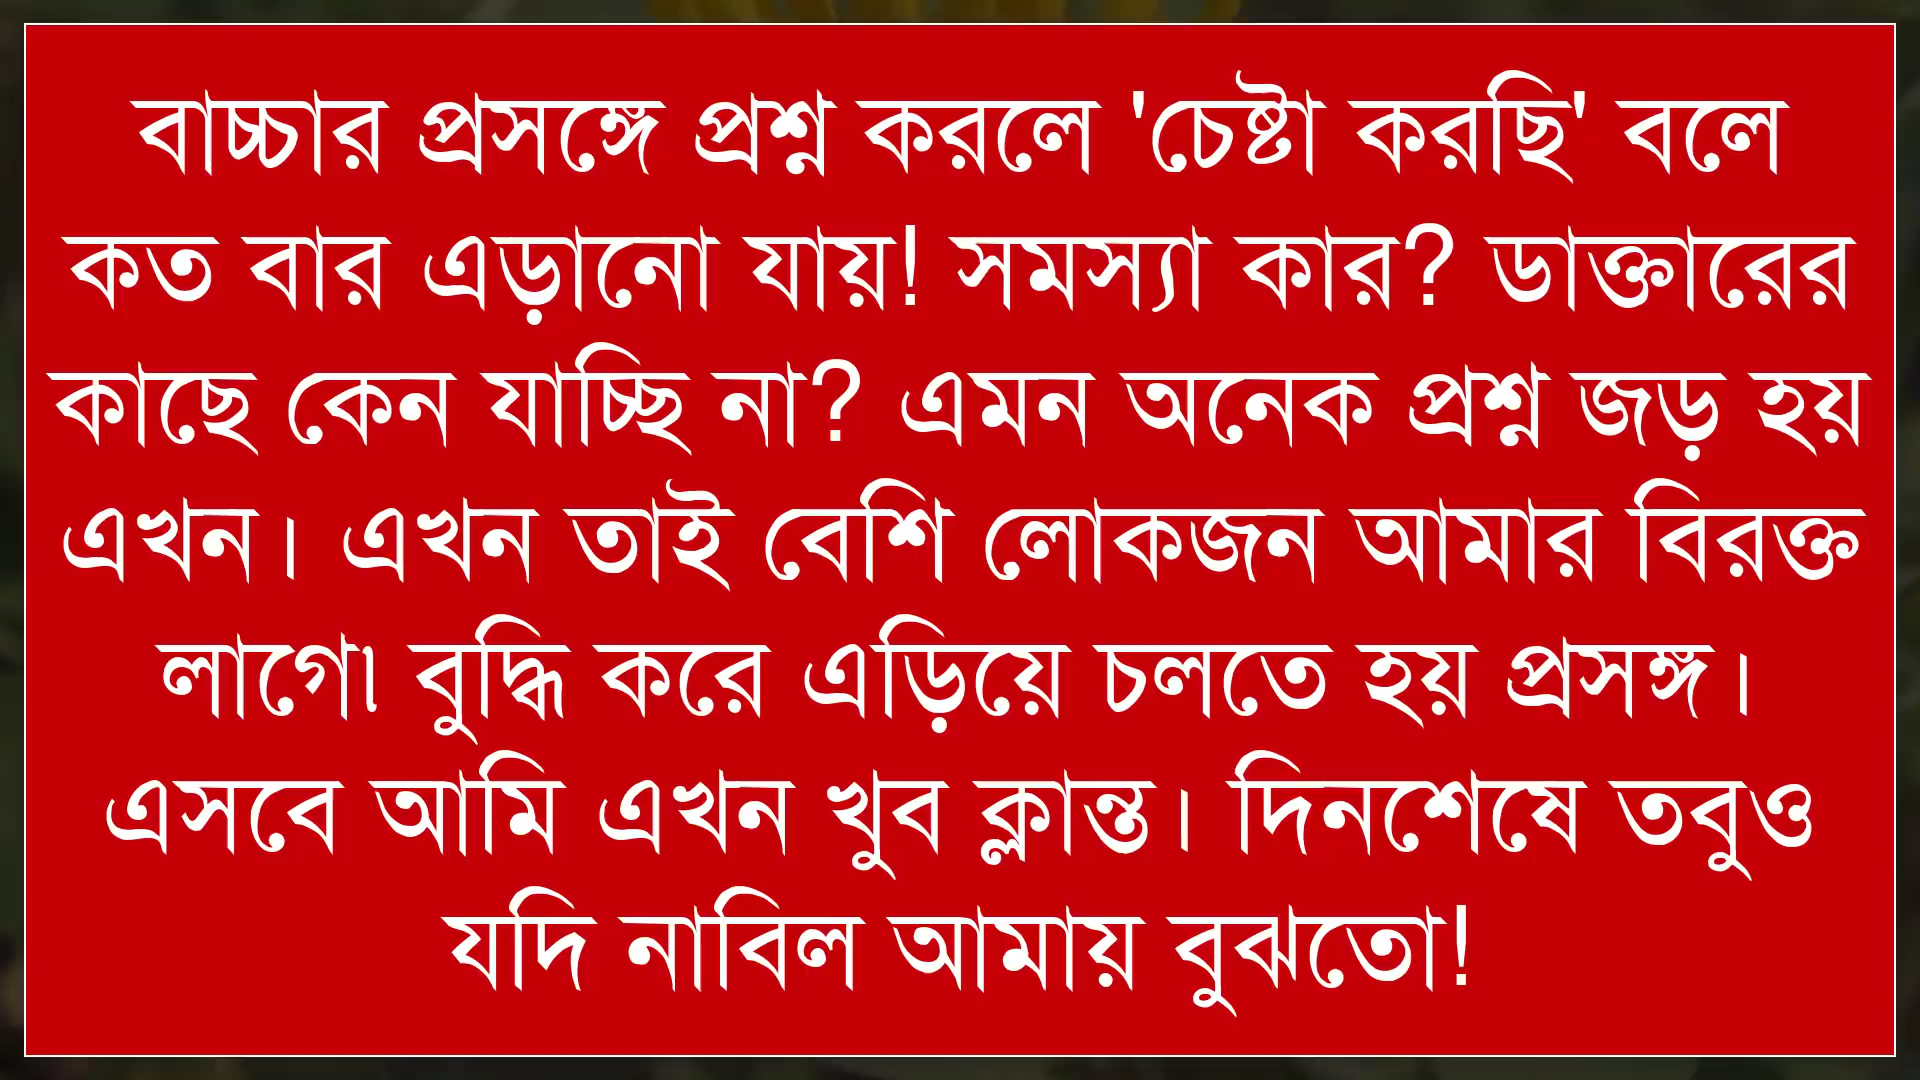 বাচ্চার প্রসঙ্গে প্রশ্ন করলে 'চেষ্টা করছি' বলে
কত বার এড়ানো যায়! সমস্যা কার? ডাক্তারের
কাছে কেন যাচ্ছি না? এমন অনেক প্রশ্ন জড় হয়
এখন। এখন তাই বেশি লোকজন আমার বিরক্ত
লাগে৷ বুদ্ধি করে এড়িয়ে চলতে হয় প্রসঙ্গ।
এসবে আমি এখন খুব ক্লান্ত। দিনশেষে তবুও
যদি নাবিল আমায় বুঝতো!